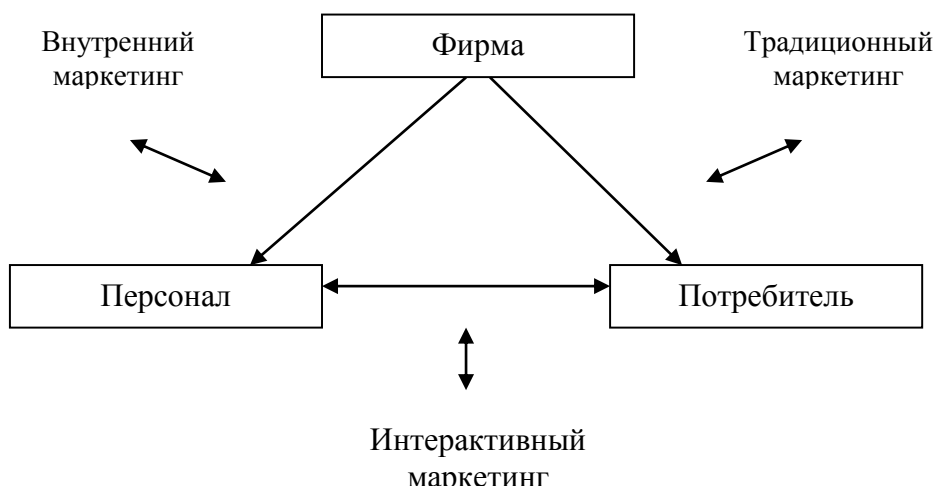 Внутренний
маркетинг
Фирма
Традиционный
маркетинг
Персонал
Потребитель
Интерактивный
маркетинг